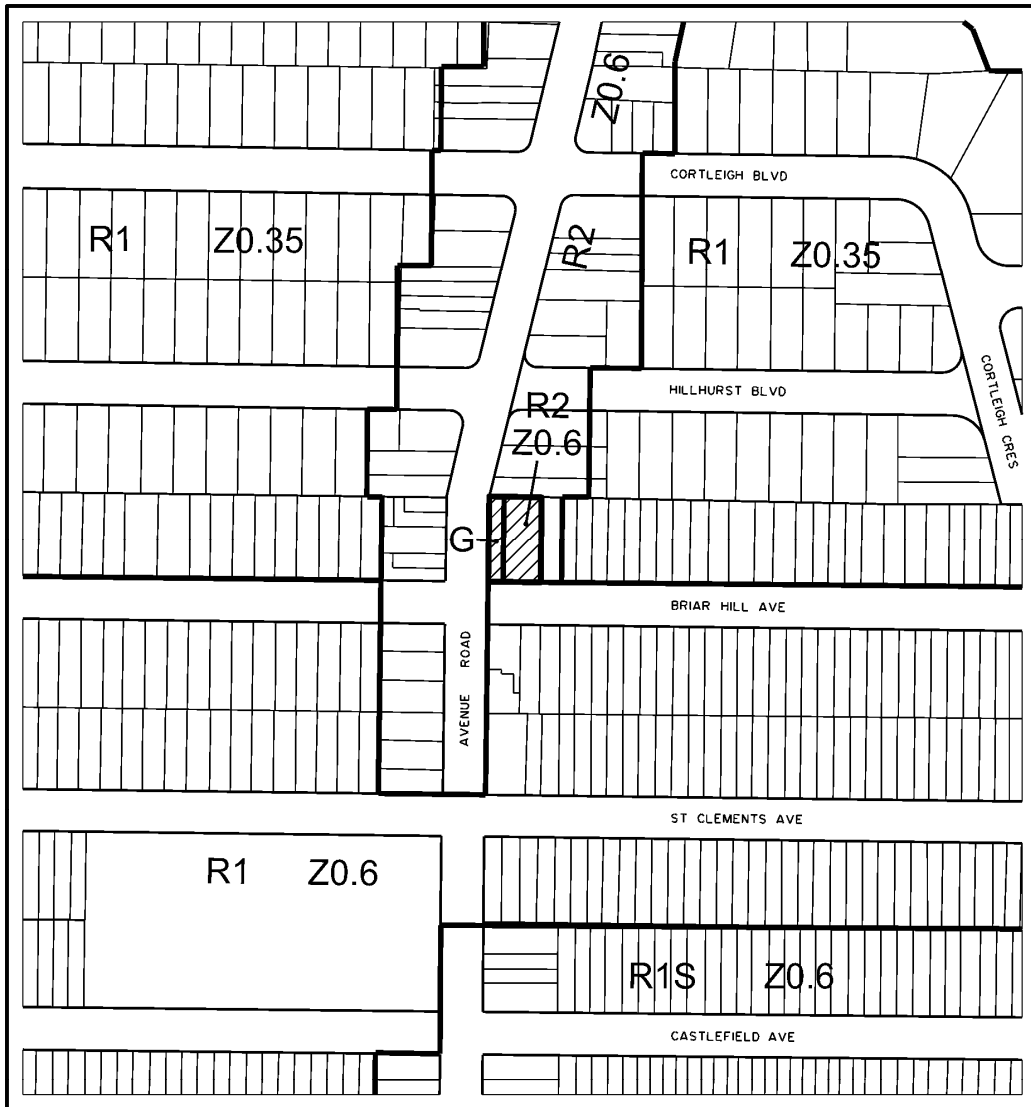 Z0.6
CORTLEIGH BLVD
R1 Z0.35
R2
R1 Z0.35
CORTLEIGH CRES
HILLHURST BLVD
R2
Z0.6
G
BRIAR HILL AVE
AVENUE ROAD
ST CLEMENTS AVE
R1 Z0.6
R1S Z0.6
CASTLEFIELD AVE